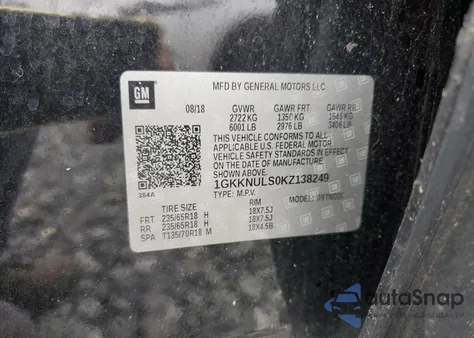 GM
MFD BY GENERAL MOTORS LLC
08/18 GVWR GAWR FRT GAWR RR
2722 KG 1350 KG 1545 KG
6001 LB 2976 LB 3406 LB
THIS VEHICLE CONFORMS TO ALL
APPLICABLE U.S. FEDERAL MOTOR
VEHICLE SAFETY STANDARDS IN EFFECT
ON THE DATE OF MANUFACTURE
SHOWN ABOVE.
1GKKNULS0KZ138249
TYPE: M.P.V. MODEL:
384A
TIRE SIZE RIM
FRT 235/65R18 H 18X7.5J
RR 235/65R18 H 18X7.5J
SPA T135/70R18 M 18X4.5B
autoSnap